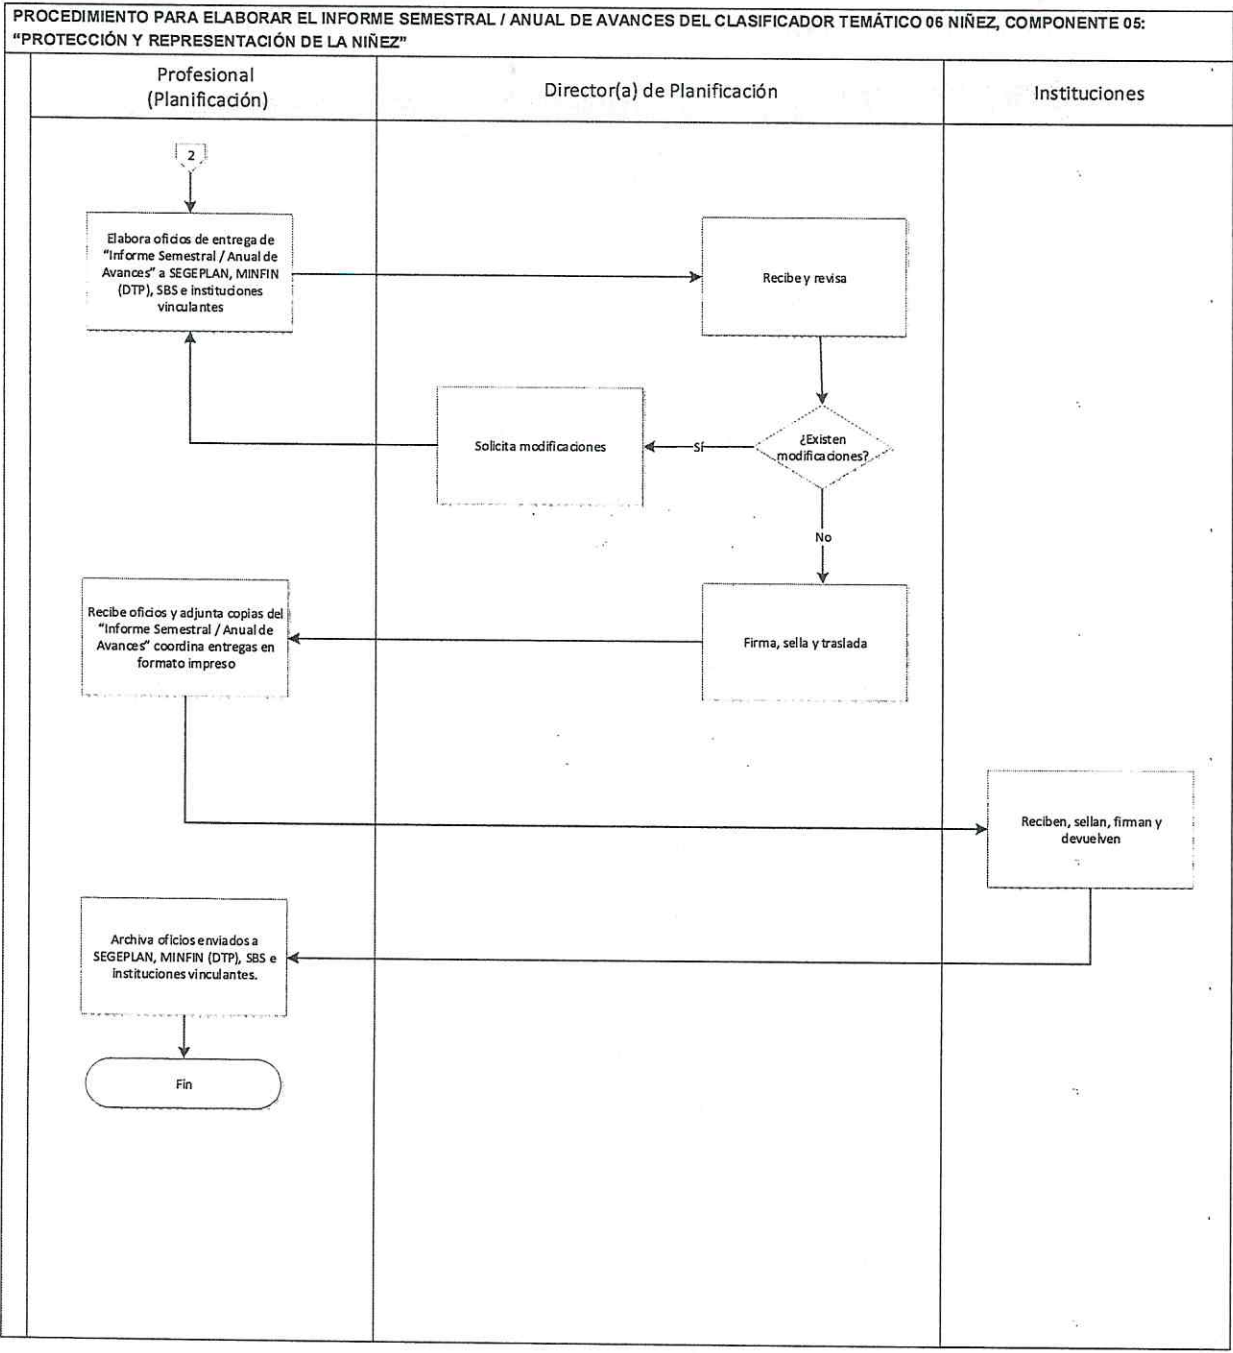 PROCEDIMIENTO PARA ELABORAR EL INFORME SEMESTRAL / ANUAL DE AVANCES DEL CLASIFICADOR TEMÁTICO 06 NIÑEZ, COMPONENTE 05:
“PROTECCIÓN Y REPRESENTACIÓN DE LA NIÑEZ”
Profesional
(Planificación)
Director(a) de Planificación
Instituciones
2
Elabora oficios de entrega de
“Informe Semestral / Anual de
Avances” a SEGEPLAN, MINFIN
(DTP), SBS e instituciones
vinculantes
Recibe y revisa
¿Existen
modificaciones?
Sí
Solicita modificaciones
No
Firma, sella y traslada
Recibe oficios y adjunta copias del
“Informe Semestral / Anual de
Avances” coordina entregas en
formato impreso
Reciben, sellan, firman y
devuelven
Archiva oficios enviados a
SEGEPLAN, MINFIN (DTP), SBS e
instituciones vinculantes.
Fin